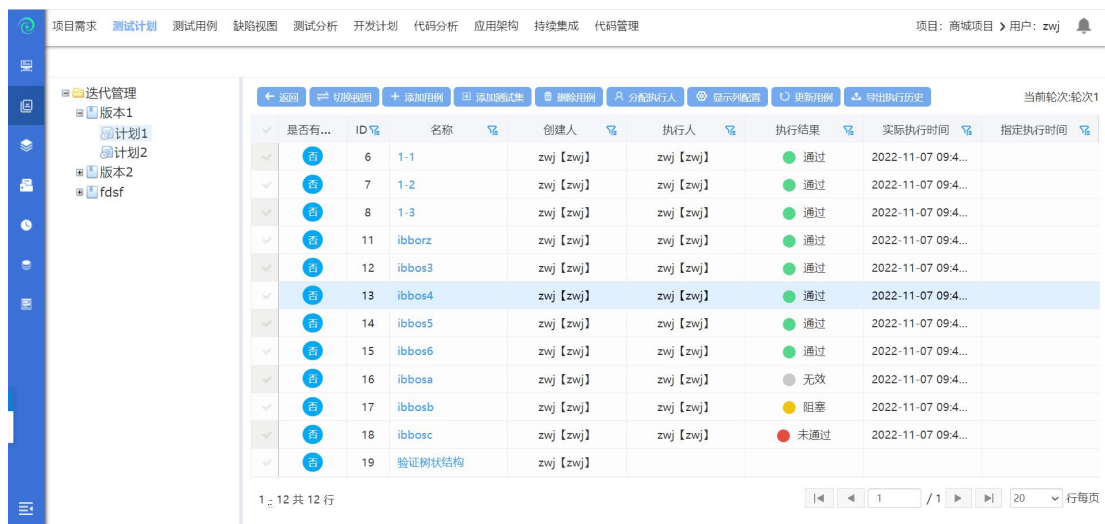 项目需求 测试计划 测试用例 缺陷视图 测试分析 开发计划 代码分析 应用架构 持续集成 代码管理 项目: 商城项目 > 用户: zwj
迭代管理
版本1
计划1
计划2
版本2
fdsf
返回 切换视图 添加用例 添加测试集 删除用例 分配执行人 显示列配置 更新用例 导出执行历史 当前轮次:轮次1
是否有... ID 名称 创建人 执行人 执行结果 实际执行时间 指定执行时间
否 6 1-1 zwj【zwj】 zwj【zwj】 通过 2022-11-07 09:4...
否 7 1-2 zwj【zwj】 zwj【zwj】 通过 2022-11-07 09:4...
否 8 1-3 zwj【zwj】 zwj【zwj】 通过 2022-11-07 09:4...
否 11 ibborz zwj【zwj】 zwj【zwj】 通过 2022-11-07 09:4...
否 12 ibbos3 zwj【zwj】 zwj【zwj】 通过 2022-11-07 09:4...
否 13 ibbos4 zwj【zwj】 zwj【zwj】 通过 2022-11-07 09:4...
否 14 ibbos5 zwj【zwj】 zwj【zwj】 通过 2022-11-07 09:4...
否 15 ibbos6 zwj【zwj】 zwj【zwj】 通过 2022-11-07 09:4...
否 16 ibbosa zwj【zwj】 zwj【zwj】 无效 2022-11-07 09:4...
否 17 ibbosb zwj【zwj】 zwj【zwj】 阻塞 2022-11-07 09:4...
否 18 ibbosc zwj【zwj】 zwj【zwj】 未通过 2022-11-07 09:4...
否 19 验证树状结构 zwj【zwj】
1 - 12 共 12 行 1 / 1 20 行每页